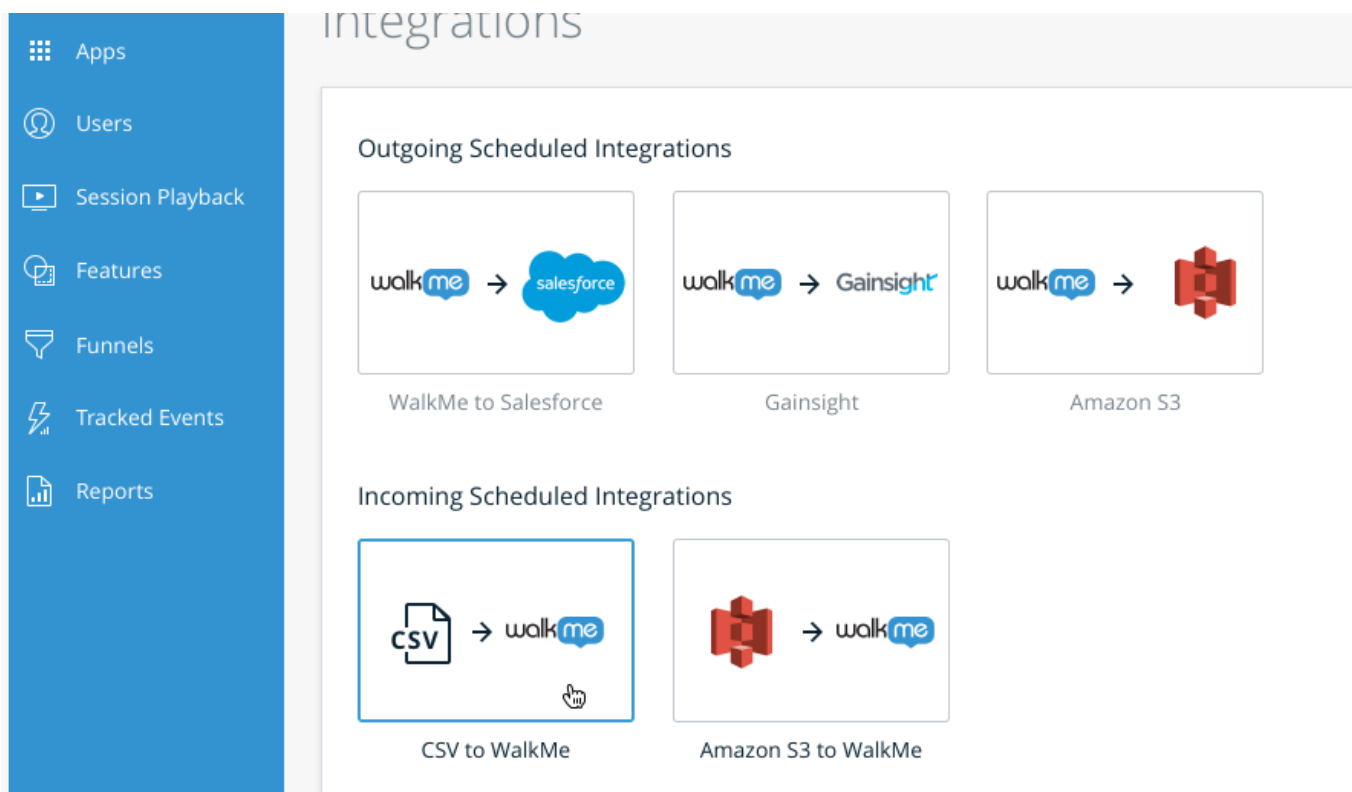 Integrations
Apps
Users
Session Playback
Features
Funnels
Tracked Events
Reports
Outgoing Scheduled Integrations
walkme → salesforce
walkme → Gainsight
walkme →
WalkMe to Salesforce
Gainsight
Amazon S3
Incoming Scheduled Integrations
CSV → walkme
→ walkme
CSV to WalkMe
Amazon S3 to WalkMe